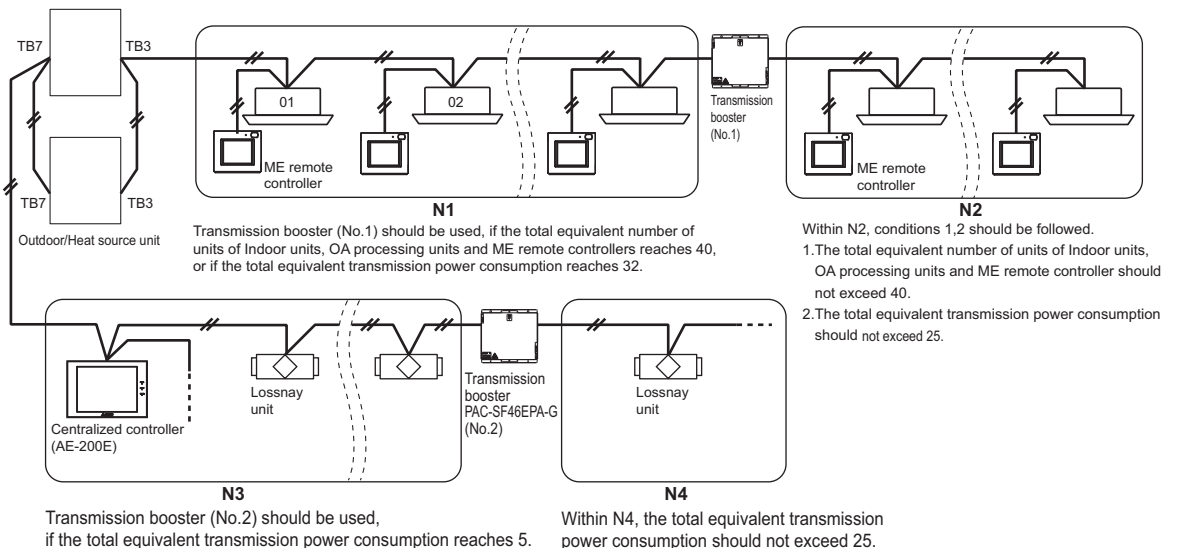 TB7
TB3
TB7
TB3
Outdoor/Heat source unit
01
02
ME remote
controller
N1
Transmission
booster
(No.1)
ME remote
controller
N2
Transmission booster (No.1) should be used, if the total equivalent number of
units of Indoor units, OA processing units and ME remote controllers reaches 40,
or if the total equivalent transmission power consumption reaches 32.
Within N2, conditions 1,2 should be followed.
1.The total equivalent number of units of Indoor units,
OA processing units and ME remote controller should
not exceed 40.
2.The total equivalent transmission power consumption
should not exceed 25.
Centralized controller
(AE-200E)
Lossnay
unit
Transmission
booster
PAC-SF46EPA-G
(No.2)
Lossnay
unit
N3
N4
Transmission booster (No.2) should be used,
if the total equivalent transmission power consumption reaches 5.
Within N4, the total equivalent transmission
power consumption should not exceed 25.